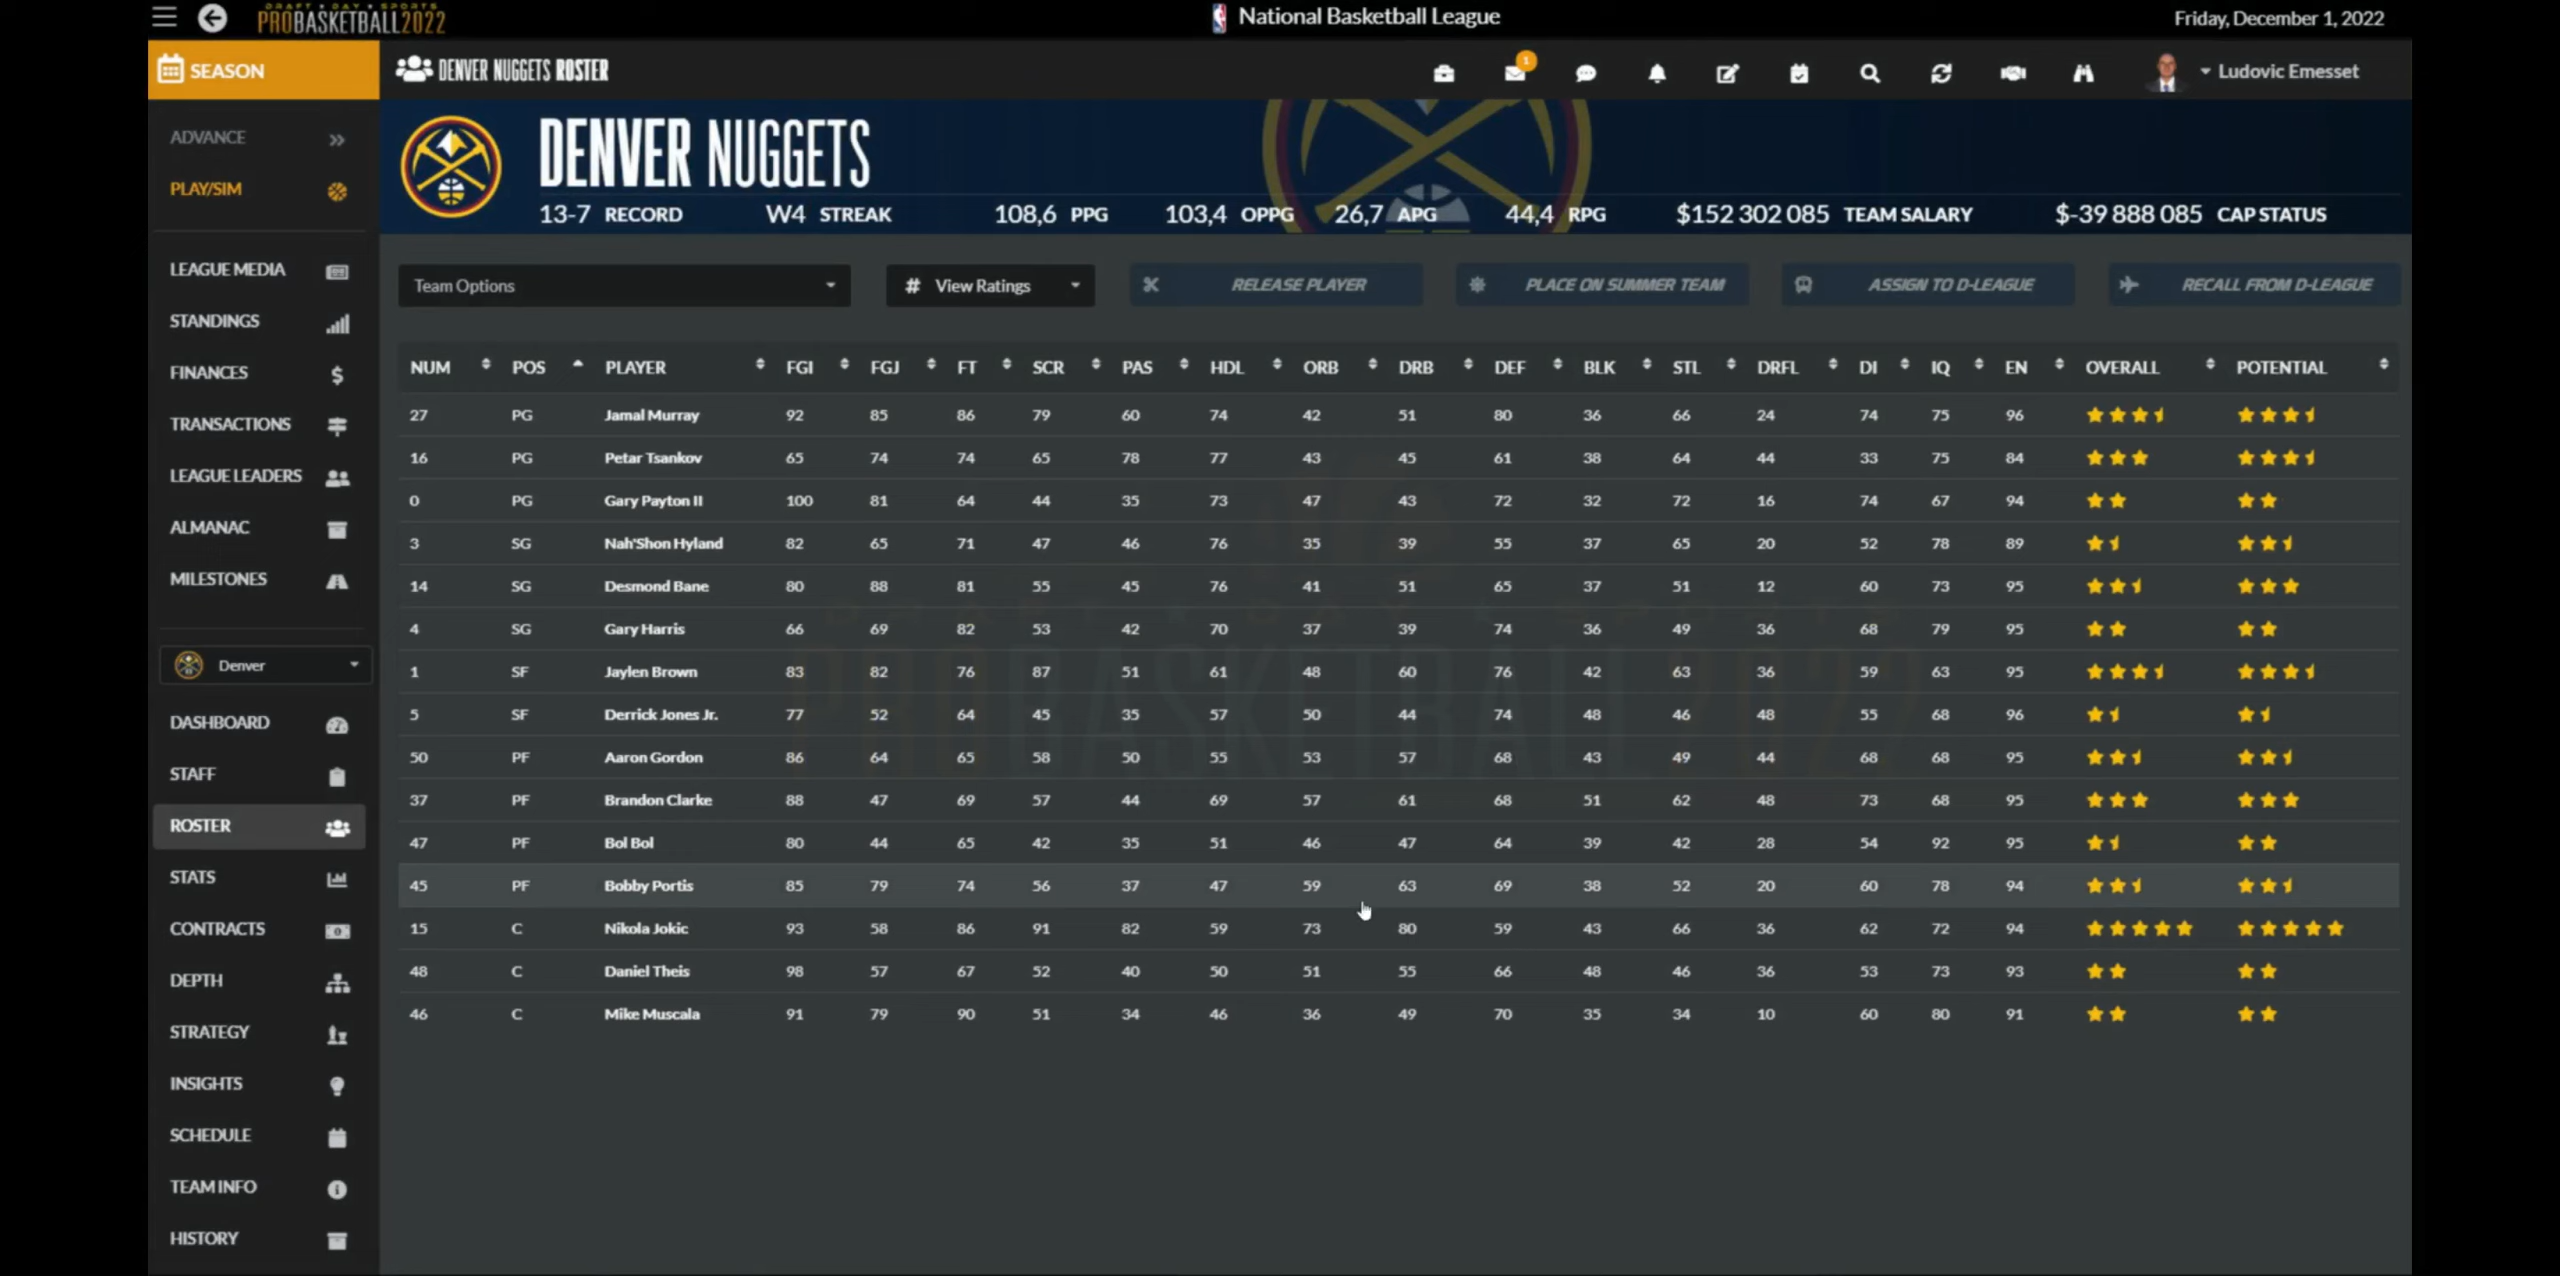 DRAFT • DAY • SPORTS
PROBASKETBALL2022
National Basketball League
Friday, December 1, 2022
SEASON
DENVER NUGGETS ROSTER
1
Ludovic Emesset
ADVANCE
PLAY/SIM
LEAGUE MEDIA
STANDINGS
FINANCES
TRANSACTIONS
LEAGUE LEADERS
ALMANAC
MILESTONES
Denver
DASHBOARD
STAFF
ROSTER
STATS
CONTRACTS
DEPTH
STRATEGY
INSIGHTS
SCHEDULE
TEAM INFO
HISTORY
DENVER NUGGETS
13-7 RECORD W4 STREAK 108,6 PPG 103,4 OPPG 26,7 APG 44,4 RPG $152 302 085 TEAM SALARY $-39 888 085 CAP STATUS
Team Options # View Ratings RELEASE PLAYER PLACE ON SUMMER TEAM ASSIGN TO D-LEAGUE RECALL FROM D-LEAGUE
NUM POS PLAYER FGI FGJ FT SCR PAS HDL ORB DRB DEF BLK STL DRFL DI IQ EN OVERALL POTENTIAL
27 PG Jamal Murray 92 85 86 79 60 74 42 51 80 36 66 24 74 75 96
16 PG Petar Tsankov 65 74 74 65 78 77 43 45 61 38 64 44 33 75 84
0 PG Gary Payton II 100 81 64 44 35 73 47 43 72 32 72 16 74 67 94
3 SG Nah'Shon Hyland 82 65 71 47 46 76 35 39 55 37 65 20 52 78 89
14 SG Desmond Bane 80 88 81 55 45 76 41 51 65 37 51 12 60 73 95
4 SG Gary Harris 66 69 82 53 42 70 37 39 74 36 49 36 68 79 95
1 SF Jaylen Brown 83 82 76 87 51 61 48 60 76 42 63 36 59 63 95
5 SF Derrick Jones Jr. 77 52 64 45 35 57 50 44 74 48 46 48 55 68 96
50 PF Aaron Gordon 86 64 65 58 50 55 53 57 68 43 49 44 68 68 95
37 PF Brandon Clarke 88 47 69 57 44 69 57 61 68 51 62 48 73 68 95
47 PF Bol Bol 80 44 65 42 35 51 46 47 64 39 42 28 54 92 95
45 PF Bobby Portis 85 79 74 56 37 47 59 63 69 38 52 20 60 78 94
15 C Nikola Jokic 93 58 86 91 82 59 73 80 59 43 66 36 62 72 94
48 C Daniel Theis 98 57 67 52 40 50 51 55 66 48 46 36 53 73 93
46 C Mike Muscala 91 79 90 51 34 46 36 49 70 35 34 10 60 80 91